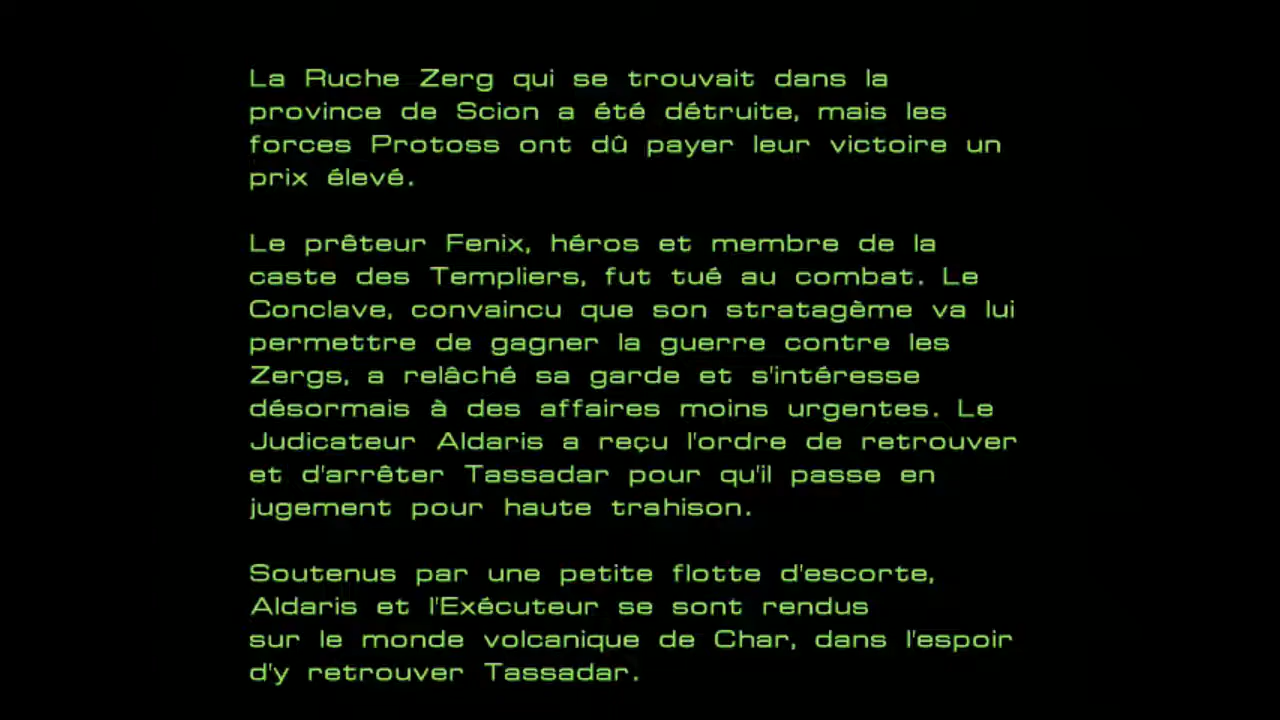 La Ruche Zerg qui se trouvait dans la
province de Scion a été détruite, mais les
forces Protoss ont dû payer leur victoire un
prix élevé.
Le prêteur Fenix, héros et membre de la
caste des Templiers, fut tué au combat. Le
Conclave, convaincu que son stratagème va lui
permettre de gagner la guerre contre les
Zergs, a relâché sa garde et s'intéresse
désormais à des affaires moins urgentes. Le
Judicateur Aldaris a reçu l'ordre de retrouver
et d'arrêter Tassadar pour qu'il passe en
jugement pour haute trahison.
Soutenus par une petite flotte d'escorte,
Aldaris et l'Exécuteur se sont rendus
sur le monde volcanique de Char, dans l'espoir
d'y retrouver Tassadar.